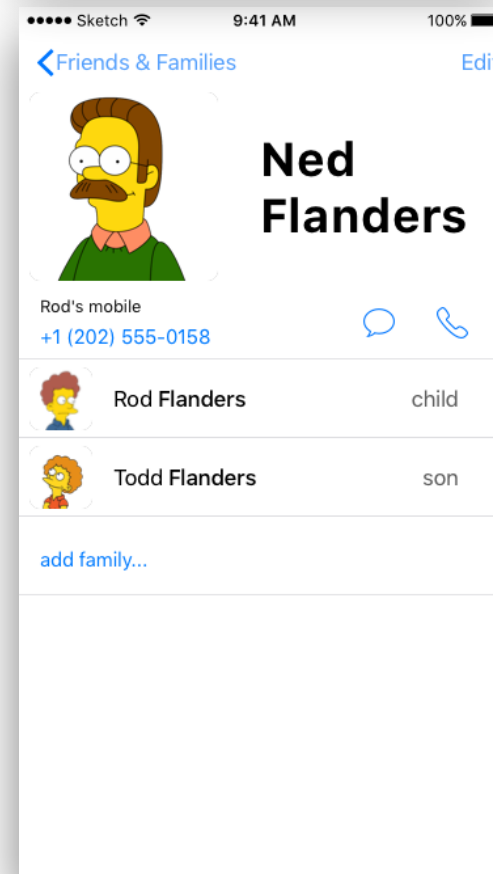 Sketch 9:41 AM 100%
Friends & Families Edit
Ned
Flanders
Rod's mobile
+1 (202) 555-0158
Rod Flanders child
Todd Flanders son
add family...